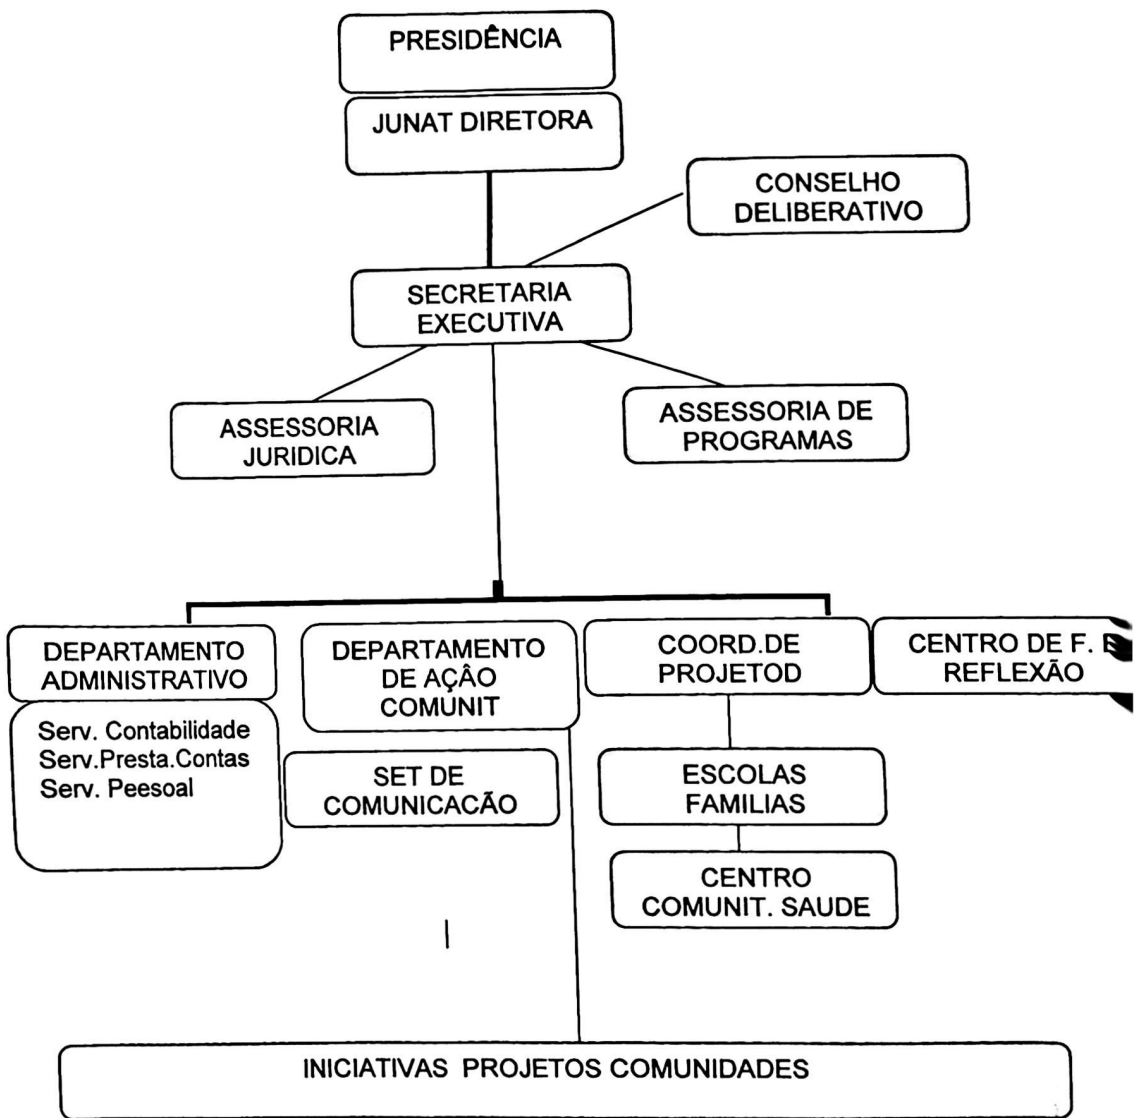 PRESIDÊNCIA
JUNAT DIRETORA
CONSELHO
DELIBERATIVO
SECRETARIA
EXECUTIVA
ASSESSORIA
JURIDICA
ASSESSORIA DE
PROGRAMAS
DEPARTAMENTO
ADMINISTRATIVO
Serv. Contabilidade
Serv.Presta.Contas
Serv. Peesoal
DEPARTAMENTO
DE AÇÂO
COMUNIT
SET DE
COMUNICACÃO
COORD.DE
PROJETOD
ESCOLAS
FAMILIAS
CENTRO
COMUNIT. SAUDE
CENTRO DE F. E
REFLEXÃO
INICIATIVAS PROJETOS COMUNIDADES